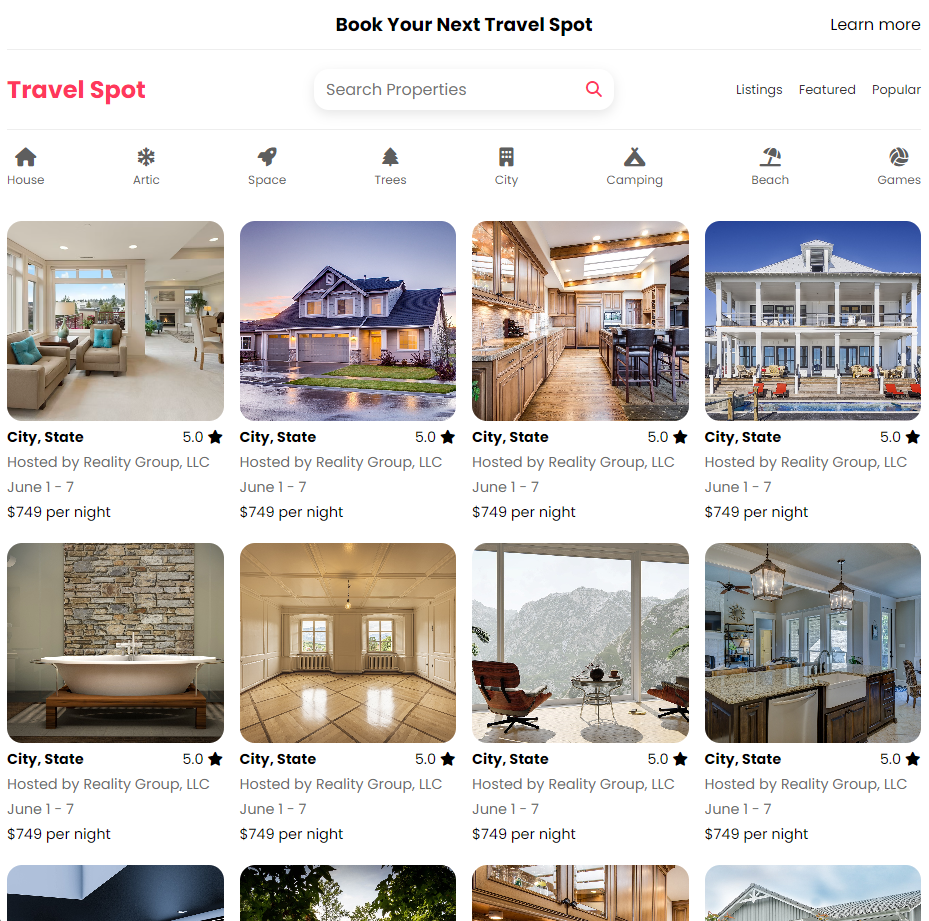 Book Your Next Travel Spot
Learn more
Travel Spot
Search Properties
Listings Featured Popular
House Artic Space Trees City Camping Beach Games
City, State 5.0 City, State 5.0 City, State 5.0 City, State 5.0
Hosted by Reality Group, LLC Hosted by Reality Group, LLC Hosted by Reality Group, LLC Hosted by Reality Group, LLC
June 1 - 7 June 1 - 7 June 1 - 7 June 1 - 7
$749 per night $749 per night $749 per night $749 per night
City, State 5.0 City, State 5.0 City, State 5.0 City, State 5.0
Hosted by Reality Group, LLC Hosted by Reality Group, LLC Hosted by Reality Group, LLC Hosted by Reality Group, LLC
June 1 - 7 June 1 - 7 June 1 - 7 June 1 - 7
$749 per night $749 per night $749 per night $749 per night